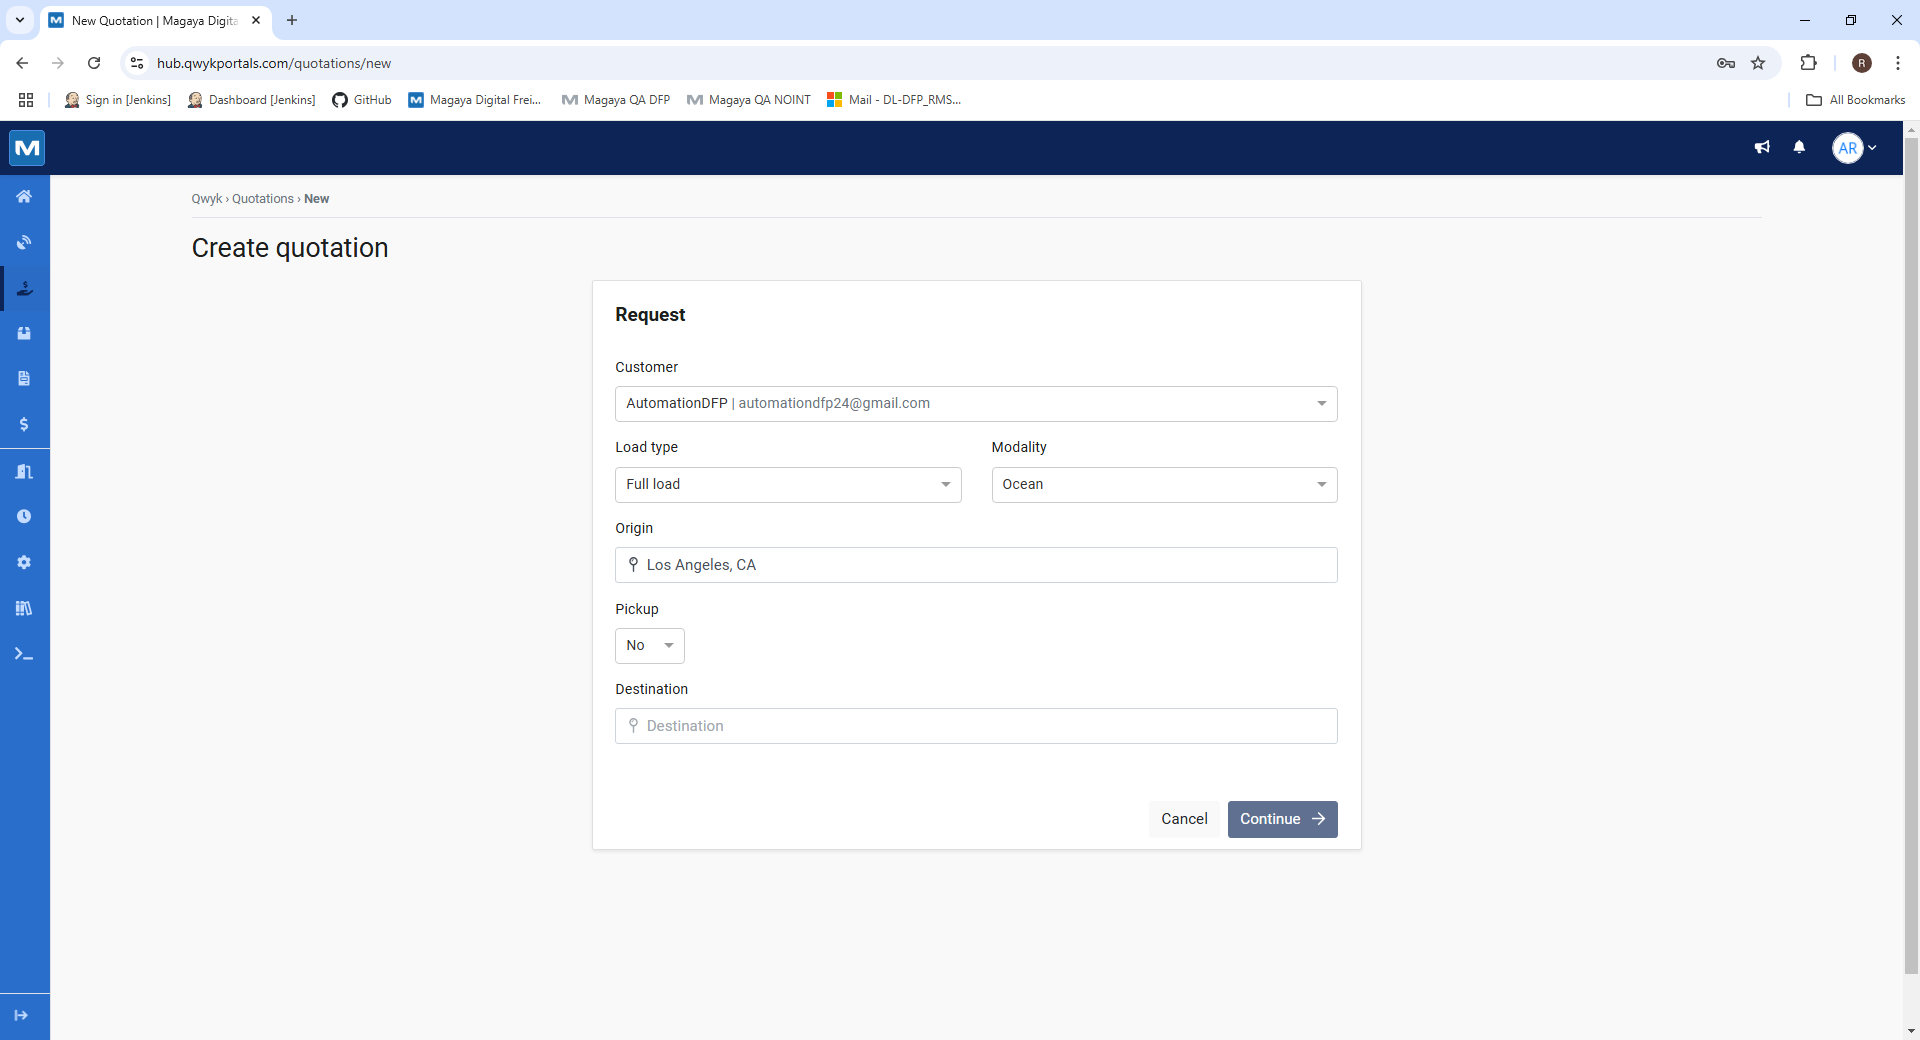 New Quotation | Magaya Digita
hub.qwykportals.com/quotations/new
R
Sign in [Jenkins]
Dashboard [Jenkins]
GitHub
Magaya Digital Frei...
Magaya QA DFP
Magaya QA NOINT
Mail - DL-DFP_RMS...
All Bookmarks
AR
Qwyk › Quotations › New
Create quotation
Request
Customer
AutomationDFP | automationdfp24@gmail.com
Load type
Modality
Full load
Ocean
Origin
Los Angeles, CA
Pickup
No
Destination
Destination
Cancel
Continue